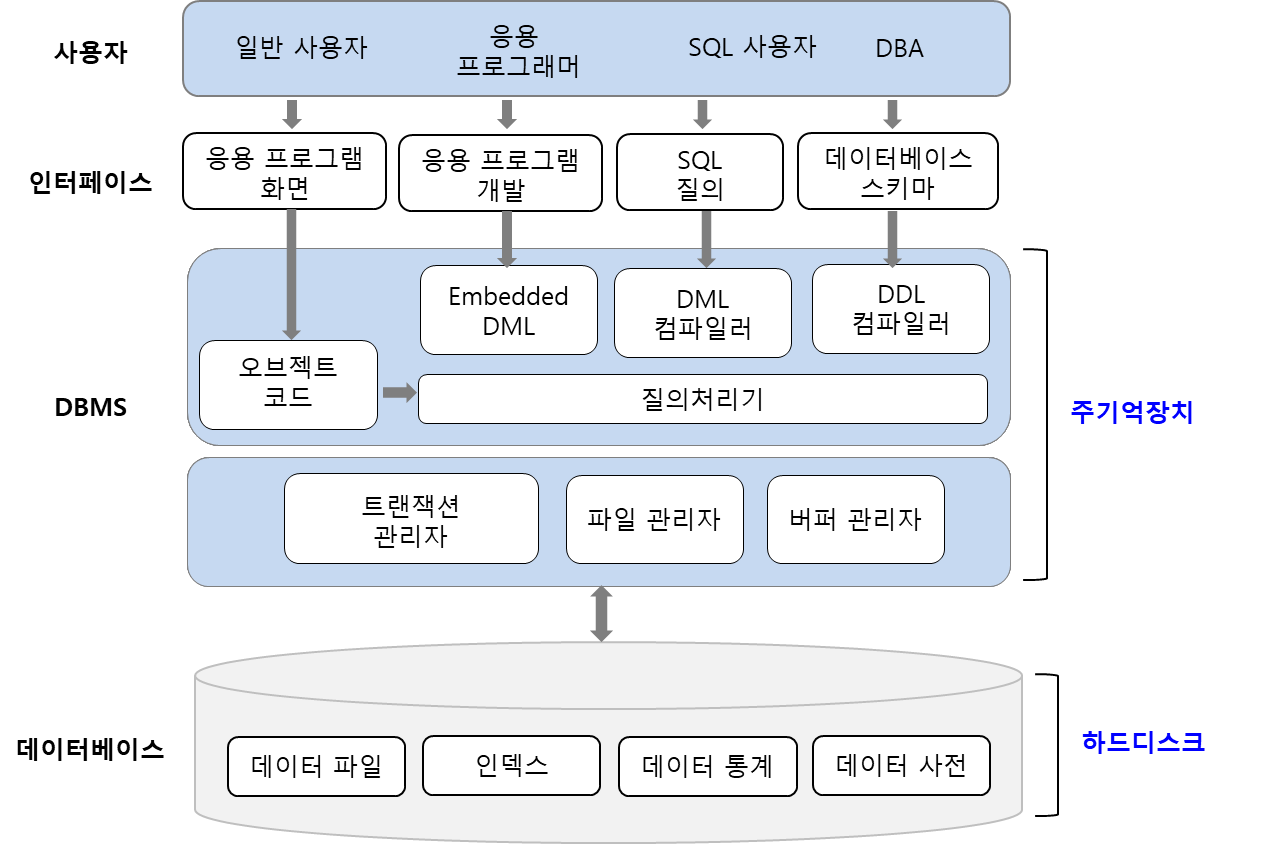 사용자
일반 사용자
응용
프로그래머
SQL 사용자
DBA
인터페이스
응용 프로그램
화면
응용 프로그램
개발
SQL
질의
데이터베이스
스키마
DBMS
Embedded
DML
DML
컴파일러
DDL
컴파일러
오브젝트
코드
질의처리기
주기억장치
트랜잭션
관리자
파일 관리자
버퍼 관리자
데이터베이스
데이터 파일
인덱스
데이터 통계
데이터 사전
하드디스크